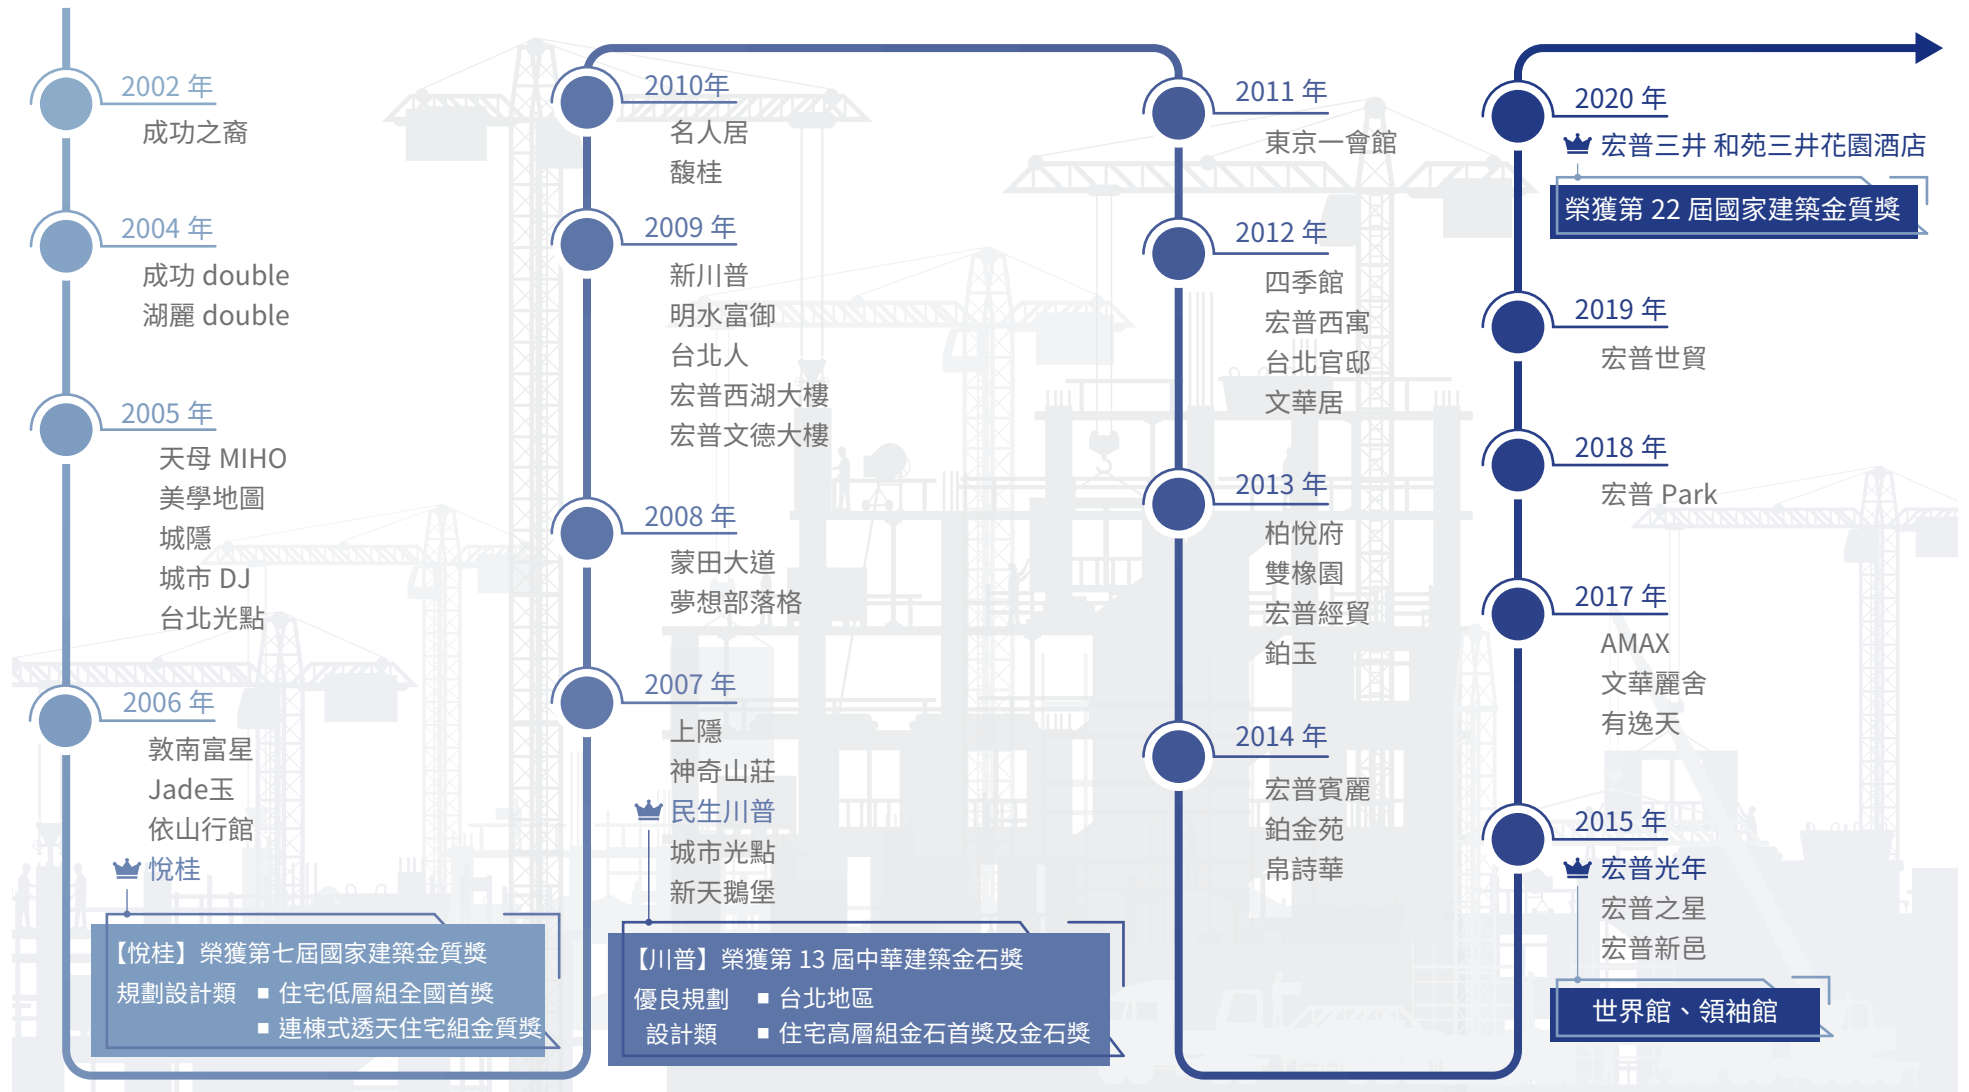 2002 年
成功之裔
2004 年
成功 double
湖麗 double
2005 年
天母 MIHO
美學地圖
城隱
城市 DJ
台北光點
2006 年
敦南富星
Jade玉
依山行館
悅桂
【悅桂】榮獲第七屆國家建築金質獎
規劃設計類 ▪ 住宅低層組全國首獎
▪ 連棟式透天住宅組金質獎
2007 年
上隱
神奇山莊
民生川普
城市光點
新天鵝堡
【川普】榮獲第 13 屆中華建築金石獎
優良規劃 ▪ 台北地區
設計類 ▪ 住宅高層組金石首獎及金石獎
2008 年
蒙田大道
夢想部落格
2009 年
新川普
明水富御
台北人
宏普西湖大樓
宏普文德大樓
2010年
名人居
馥桂
2011 年
東京一會館
2012 年
四季館
宏普西寓
台北官邸
文華居
2013 年
柏悅府
雙橡園
宏普經貿
鉑玉
2014 年
宏普賓麗
鉑金苑
帛詩華
2015 年
宏普光年
宏普之星
宏普新邑
世界館、領袖館
2017 年
AMAX
文華麗舍
有逸天
2018 年
宏普 Park
2019 年
宏普世貿
2020 年
宏普三井 和苑三井花園酒店
榮獲第 22 屆國家建築金質獎